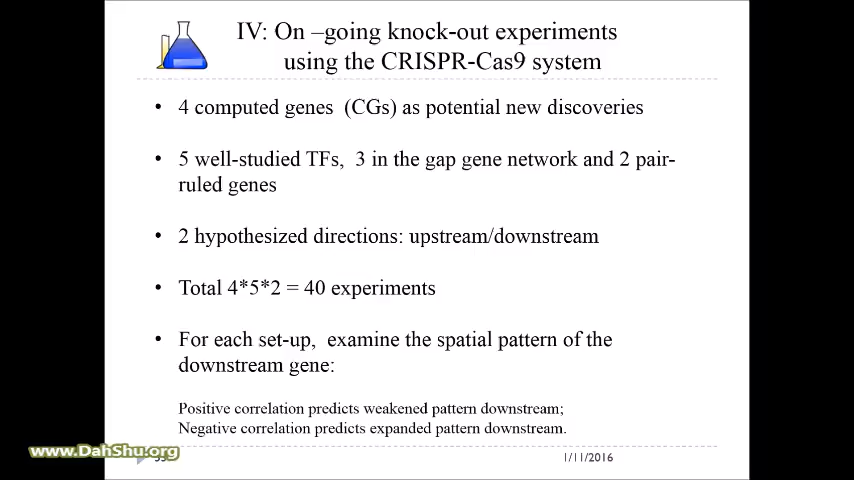 IV: On –going knock-out experiments
using the CRISPR-Cas9 system
• 4 computed genes (CGs) as potential new discoveries
• 5 well-studied TFs, 3 in the gap gene network and 2 pair-
ruled genes
• 2 hypothesized directions: upstream/downstream
• Total 4*5*2 = 40 experiments
• For each set-up, examine the spatial pattern of the
downstream gene:
Positive correlation predicts weakened pattern downstream;
Negative correlation predicts expanded pattern downstream.
www.DahShu.org
1/11/2016